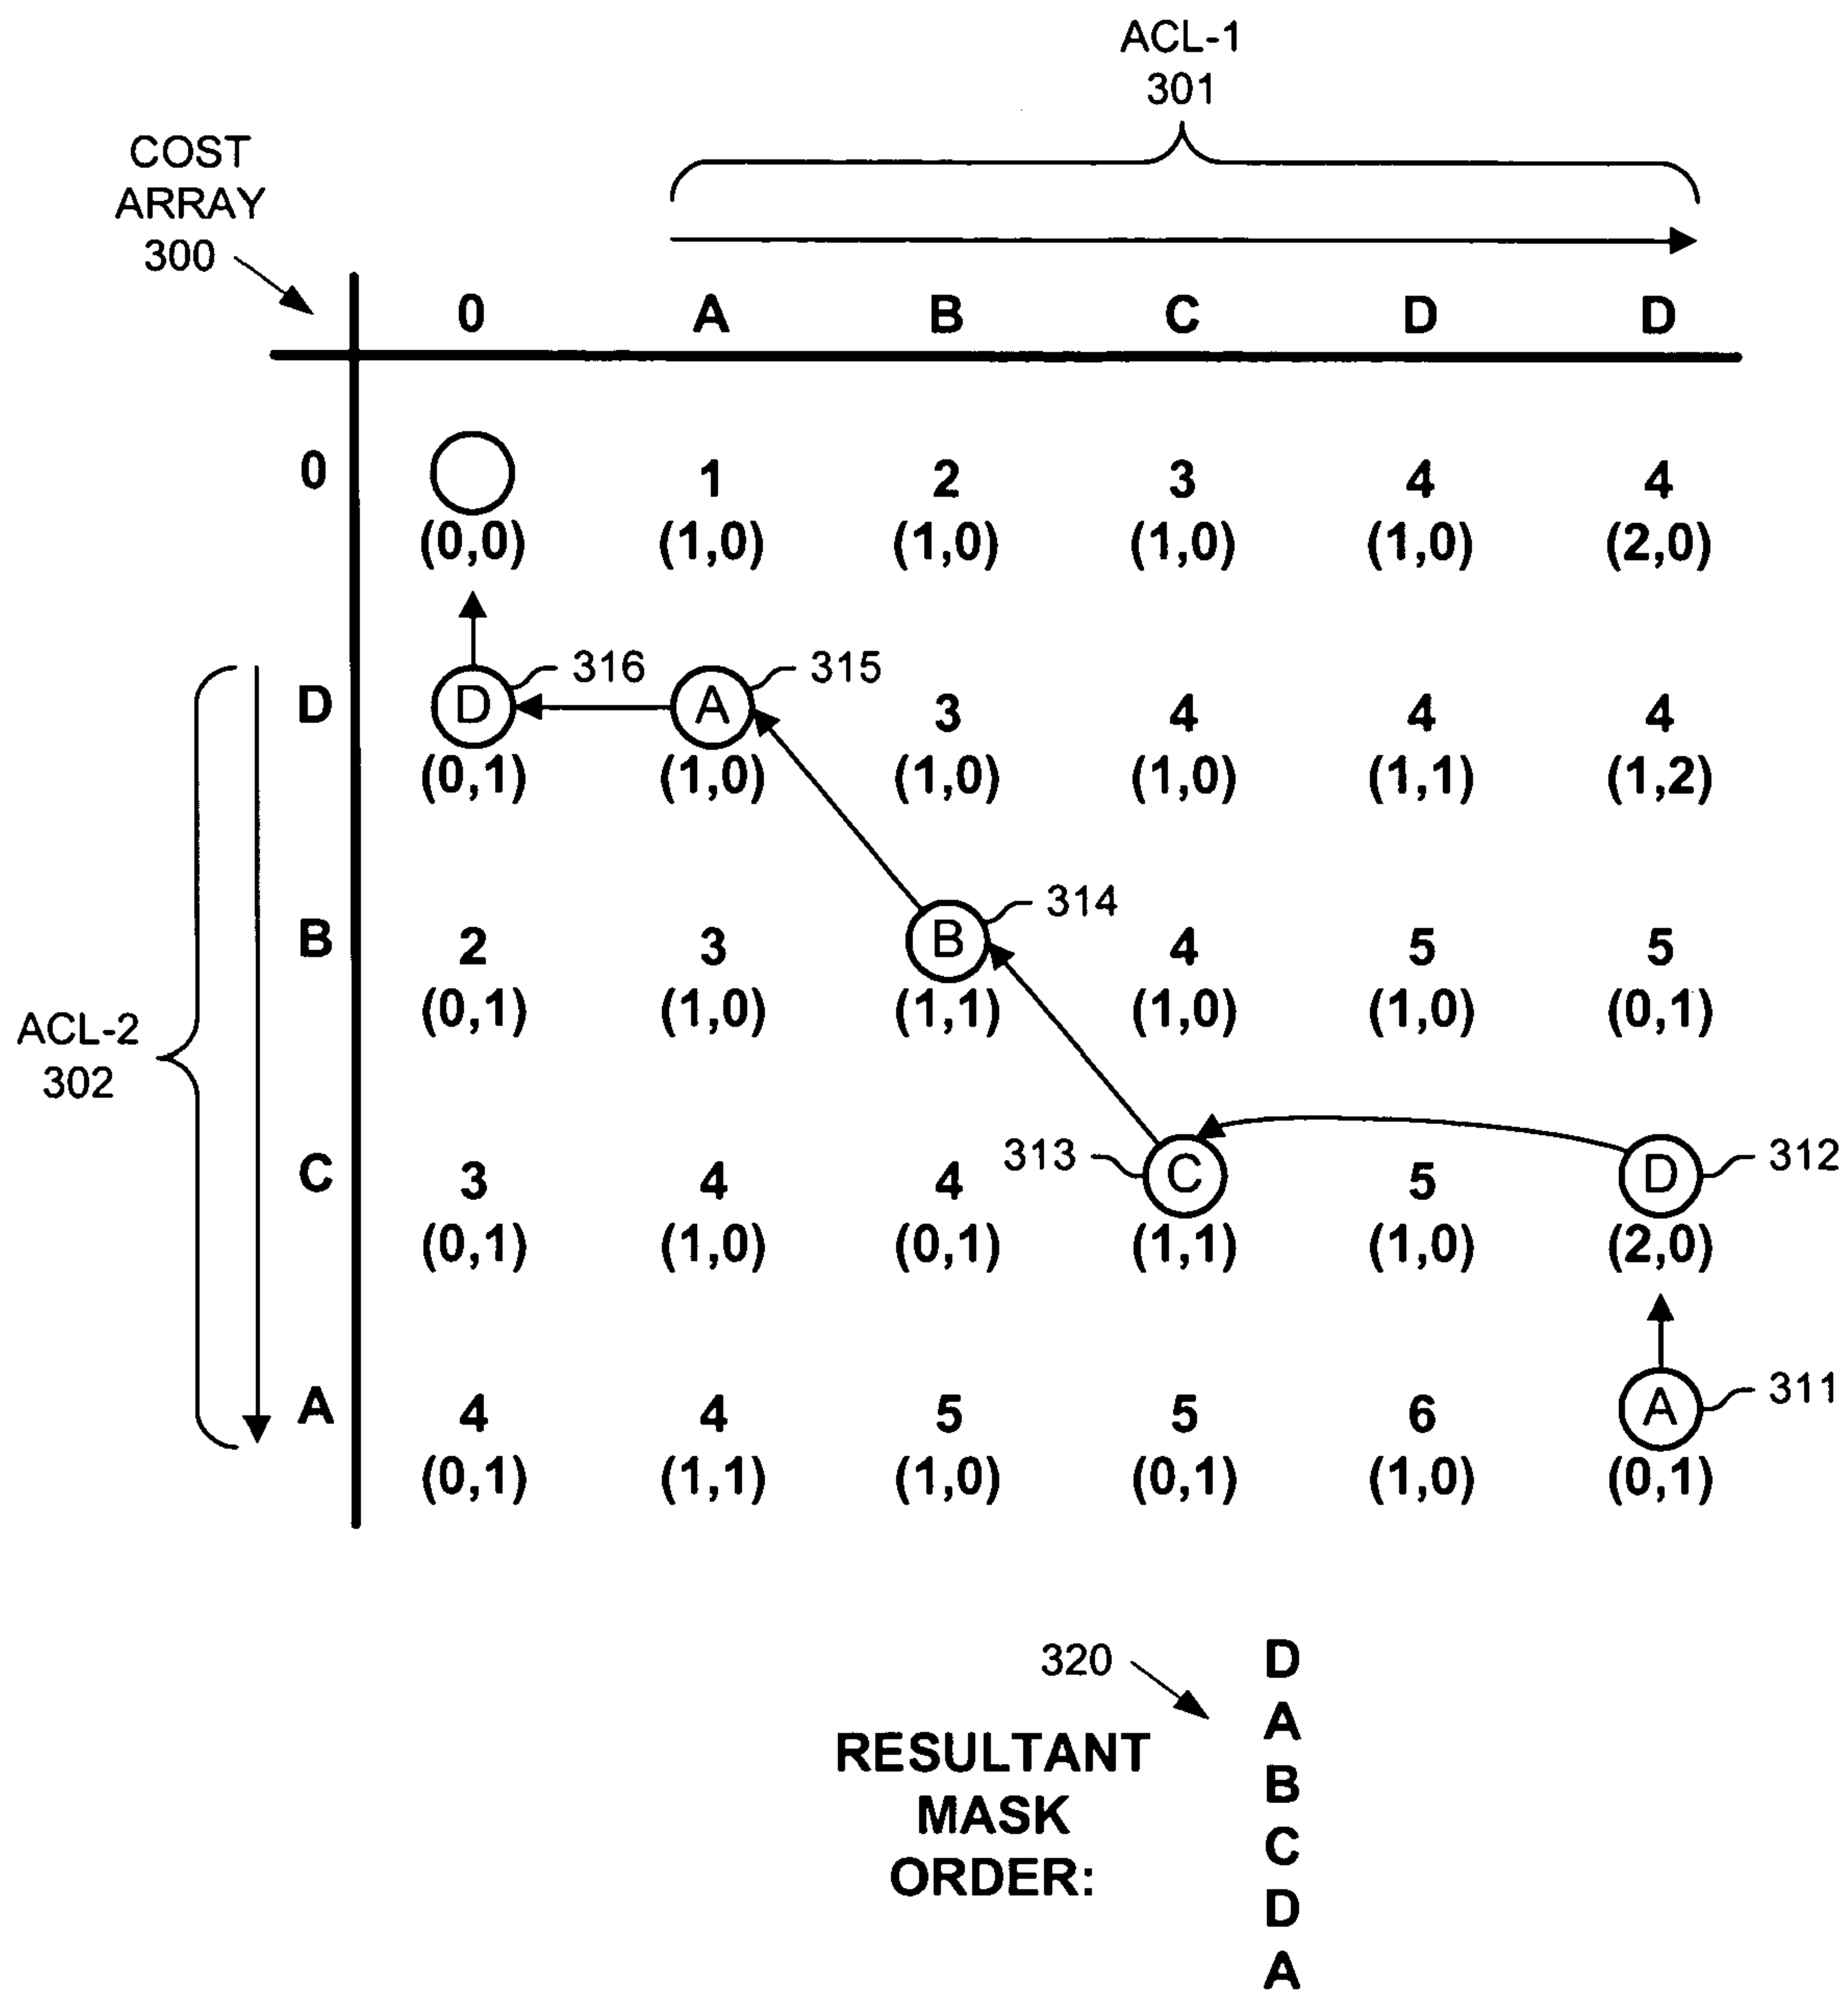 ACL-1
301
COST
ARRAY
300
0 A B C D D
0 1 2 3 4 4
(0,0) (1,0) (1,0) (1,0) (1,0) (2,0)
316 315
D D A 3 4 4 4
(0,1) (1,0) (1,0) (1,0) (1,1) (1,2)
314
B 2 3 B 4 5 5
(0,1) (1,0) (1,1) (1,0) (1,0) (0,1)
ACL-2
302
C 3 4 4 313 C 5 D 312
(0,1) (1,0) (0,1) (1,1) (1,0) (2,0)
A 4 4 5 5 6 A 311
(0,1) (1,1) (1,0) (0,1) (1,0) (0,1)
320 D
A
RESULTANT B
MASK C
ORDER: D
A